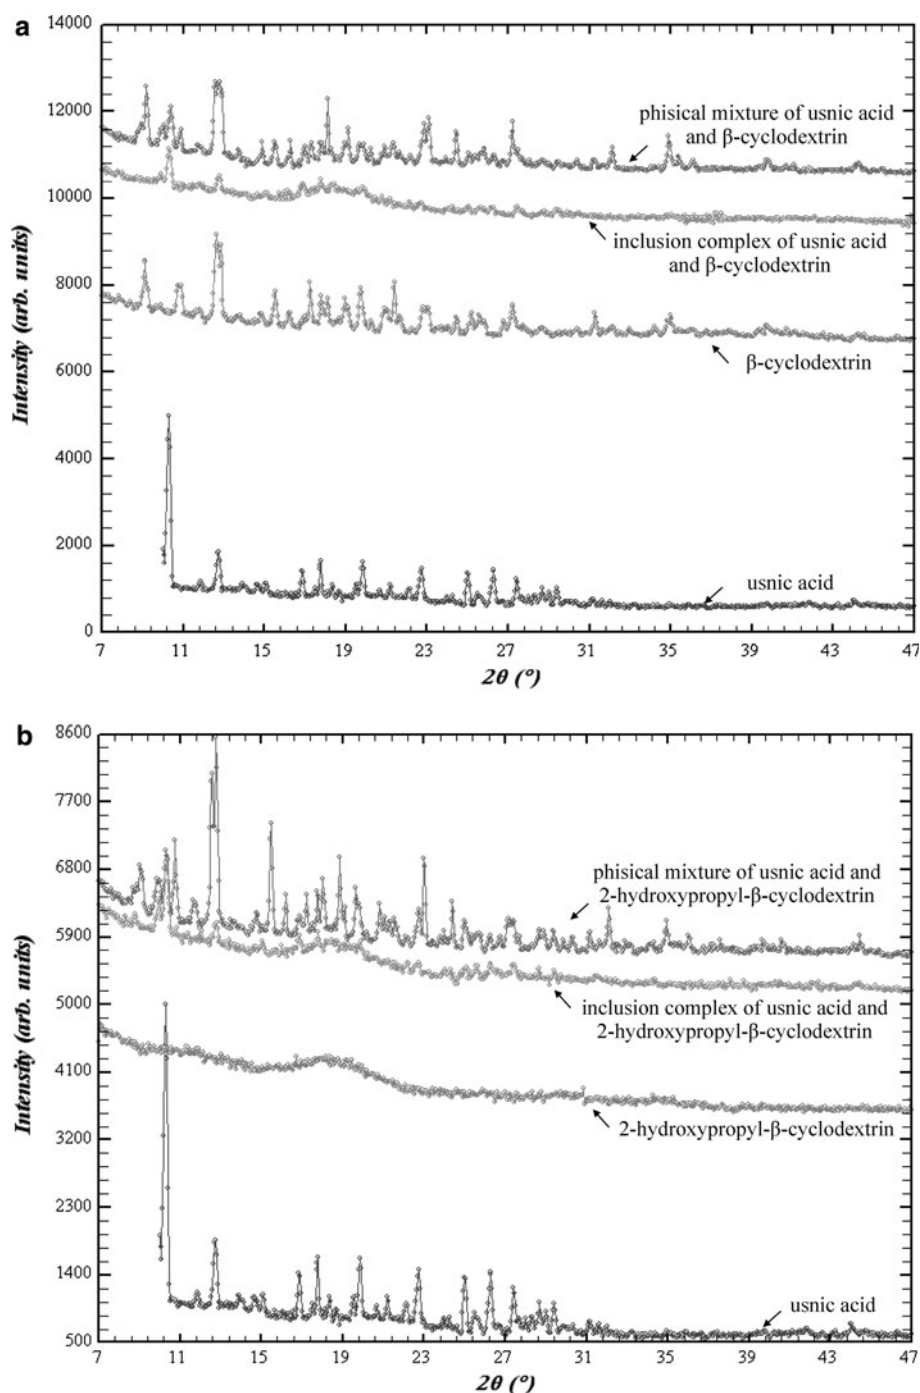 a
14000
12000
10000
8000
6000
4000
2000
0
Intensity (arb. units)
phisical mixture of usnic acid
and β-cyclodextrin
inclusion complex of usnic acid
and β-cyclodextrin
β-cyclodextrin
usnic acid
7 11 15 19 23 27 31 35 39 43 47
2θ (°)
b
8600
7700
6800
5900
5000
4100
3200
2300
1400
500
Intensity (arb. units)
phisical mixture of usnic acid and
2-hydroxypropyl-β-cyclodextrin
inclusion complex of usnic acid and
2-hydroxypropyl-β-cyclodextrin
2-hydroxypropyl-β-cyclodextrin
usnic acid
7 11 15 19 23 27 31 35 39 43 47
2θ (°)